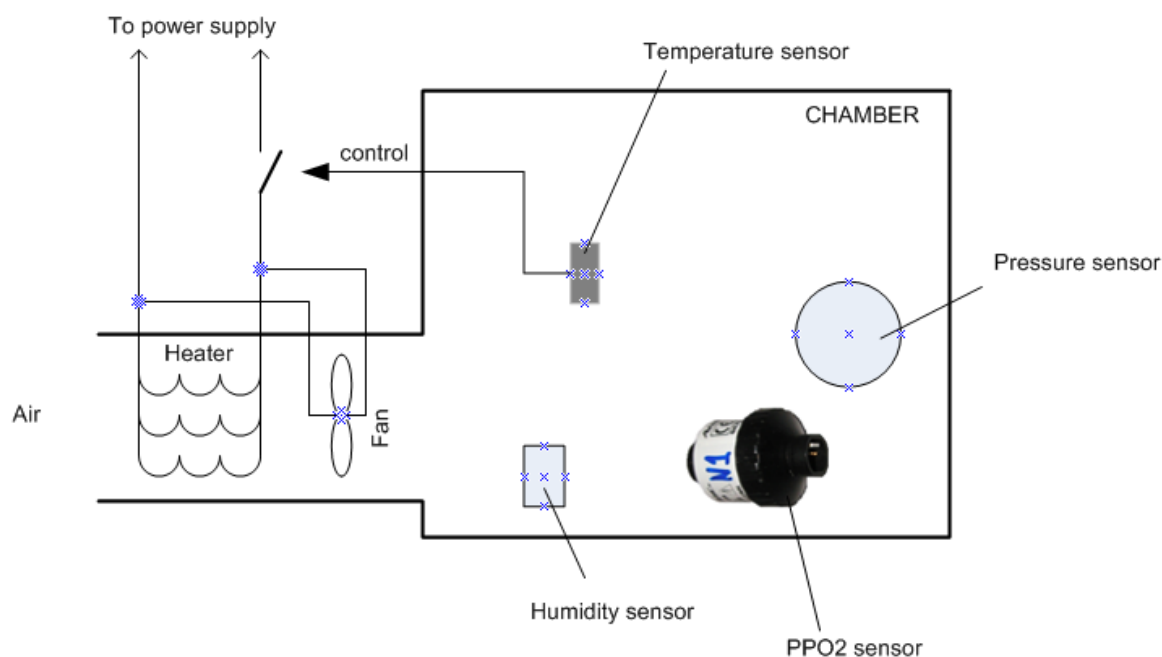 To power supply
Temperature sensor
CHAMBER
control
Pressure sensor
Heater
Air
Fan
N1
Humidity sensor
PPO2 sensor